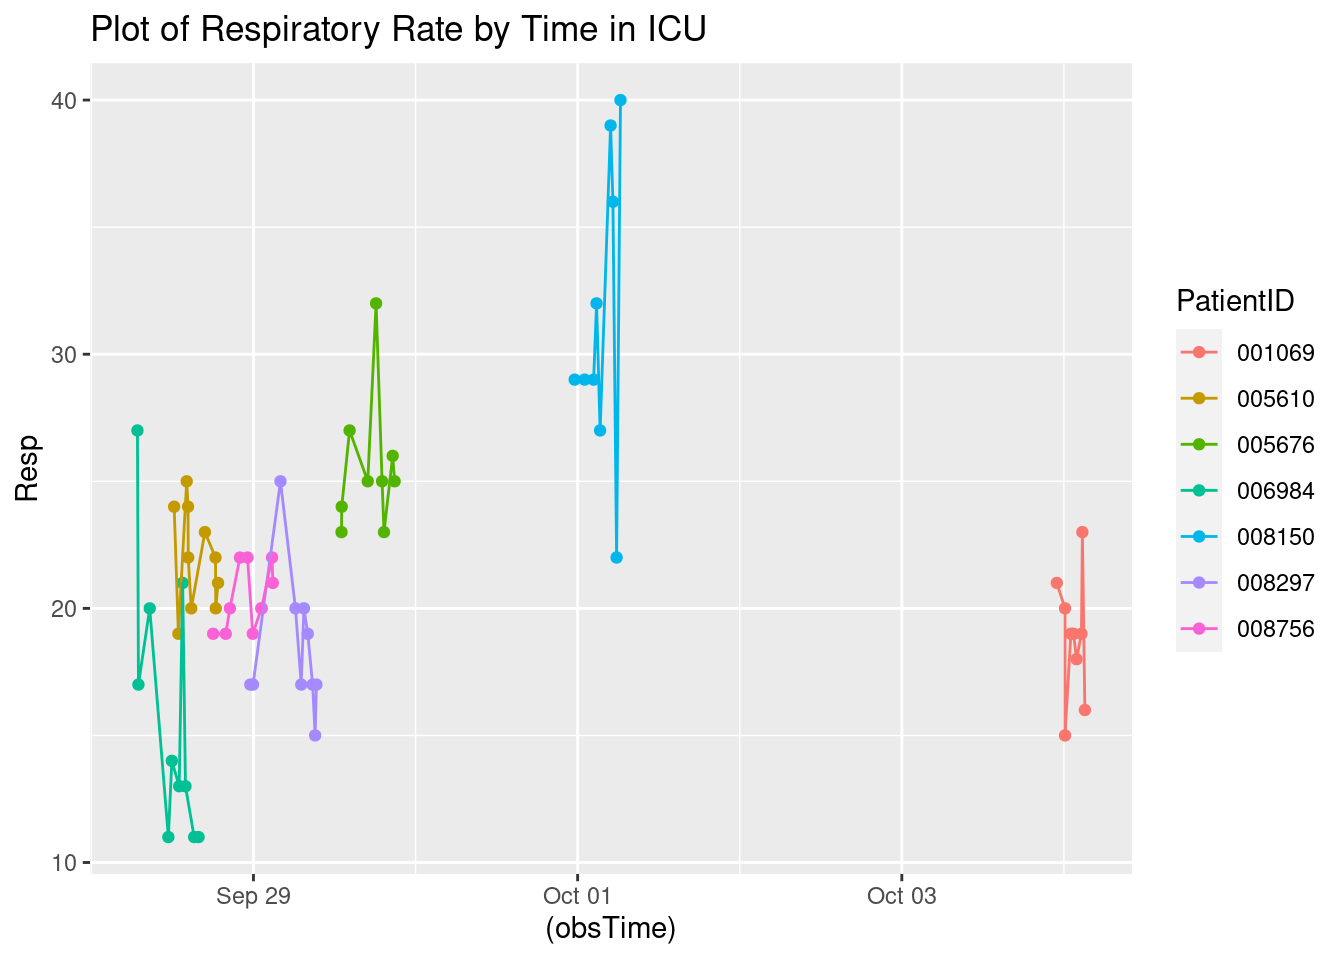 Plot of Respiratory Rate by Time in ICU
40
30
20
10
Resp
Sep 29
Oct 01
Oct 03
(obsTime)
PatientID
001069
005610
005676
006984
008150
008297
008756